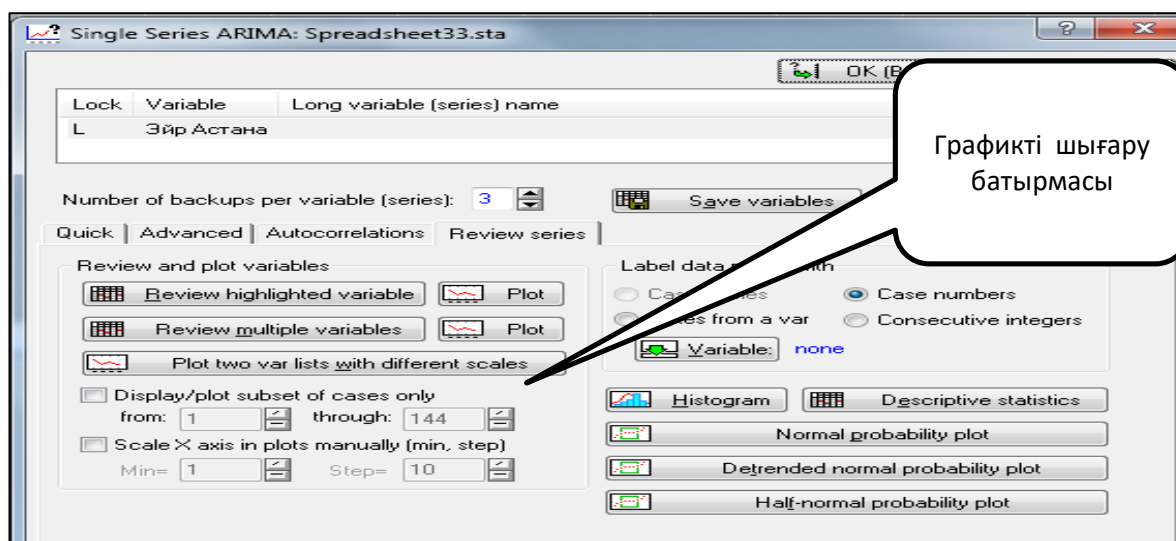 Single Series ARIMA: Spreadsheet33.sta
OK (B
Lock Variable Long variable (series) name
L Эйр Астана
Графикті шығару
батырмасы
Number of backups per variable (series): 3
Save variables
Quick Advanced Autocorrelations Review series
Review and plot variables
Review highlighted variable Plot
Review multiple variables Plot
Plot two var lists with different scales
Display/plot subset of cases only
from: 1 through: 144
Scale X axis in plots manually (min, step)
Min= 1 Step= 10
Label data
Case numbers
from a var Consecutive integers
Variable: none
Histogram Descriptive statistics
Normal probability plot
Detrended normal probability plot
Half-normal probability plot